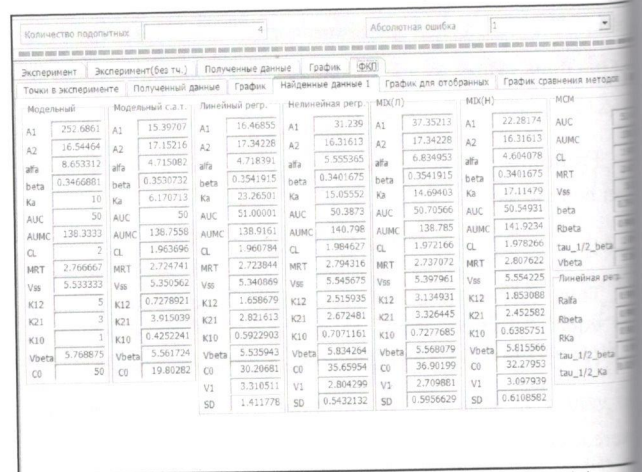 Количество подопытных 4 Абсолютная ошибка 1
Эксперимент Эксперимент(без тч.) Полученные данные График ФКП
Точки в эксперименте Полученный данные График Найденные данные 1 График для отобранных График сравнения методов
Модельный Модельный с.а.т. Линейный регр. Нелинейная регр. MIX(Л) MIX(Н) МСМ
A1 252.6861 A1 15.39707 A1 16.46855 A1 31.239 A1 37.35213 A1 22.28174 AUC
A2 16.54464 A2 17.15216 A2 17.34228 A2 16.31613 A2 17.34228 A2 16.31613 AUMC
alfa 8.653312 alfa 4.715082 alfa 4.718391 alfa 5.555365 alfa 6.834953 alfa 4.604078 CL
beta 0.3466881 beta 0.3530732 beta 0.3541915 beta 0.3401675 beta 0.3541915 beta 0.3401675 MRT
Ka 10 Ka 6.170713 Ka 23.26501 Ka 15.05552 Ka 14.69403 Ka 17.11479 Vss
AUC 50 AUC 50 AUC 51.00001 AUC 50.3873 AUC 50.70566 AUC 50.54931 beta
AUMC 138.3333 AUMC 138.7558 AUMC 138.9161 AUMC 140.798 AUMC 138.785 AUMC 141.9234 Rbeta
CL 2 CL 1.963696 CL 1.960784 CL 1.984627 CL 1.972166 CL 1.978266 tau_1/2_beta
MRT 2.766667 MRT 2.724741 MRT 2.723844 MRT 2.794316 MRT 2.737072 MRT 2.807622 Vbeta
Vss 5.533333 Vss 5.350562 Vss 5.340869 Vss 5.545675 Vss 5.397961 Vss 5.554225 Линейная регр.
K12 5 K12 0.7278921 K12 1.658679 K12 2.515935 K12 3.134931 K12 1.853088 Ralfa
K21 3 K21 3.915039 K21 2.821613 K21 2.672481 K21 3.326445 K21 2.452582 Rbeta
K10 1 K10 0.4252241 K10 0.5922903 K10 0.7071161 K10 0.7277685 K10 0.6385751 RKa
Vbeta 5.768875 Vbeta 5.561724 Vbeta 5.535943 Vbeta 5.834264 Vbeta 5.568079 Vbeta 5.815566 tau_1/2_beta
C0 50 C0 19.80282 C0 30.20681 C0 35.65954 C0 36.90199 C0 32.27953 tau_1/2_Ka
V1 3.310511 V1 2.804299 V1 2.709881 V1 3.097939
SD 1.411778 SD 0.5432132 SD 0.5956629 SD 0.6108582